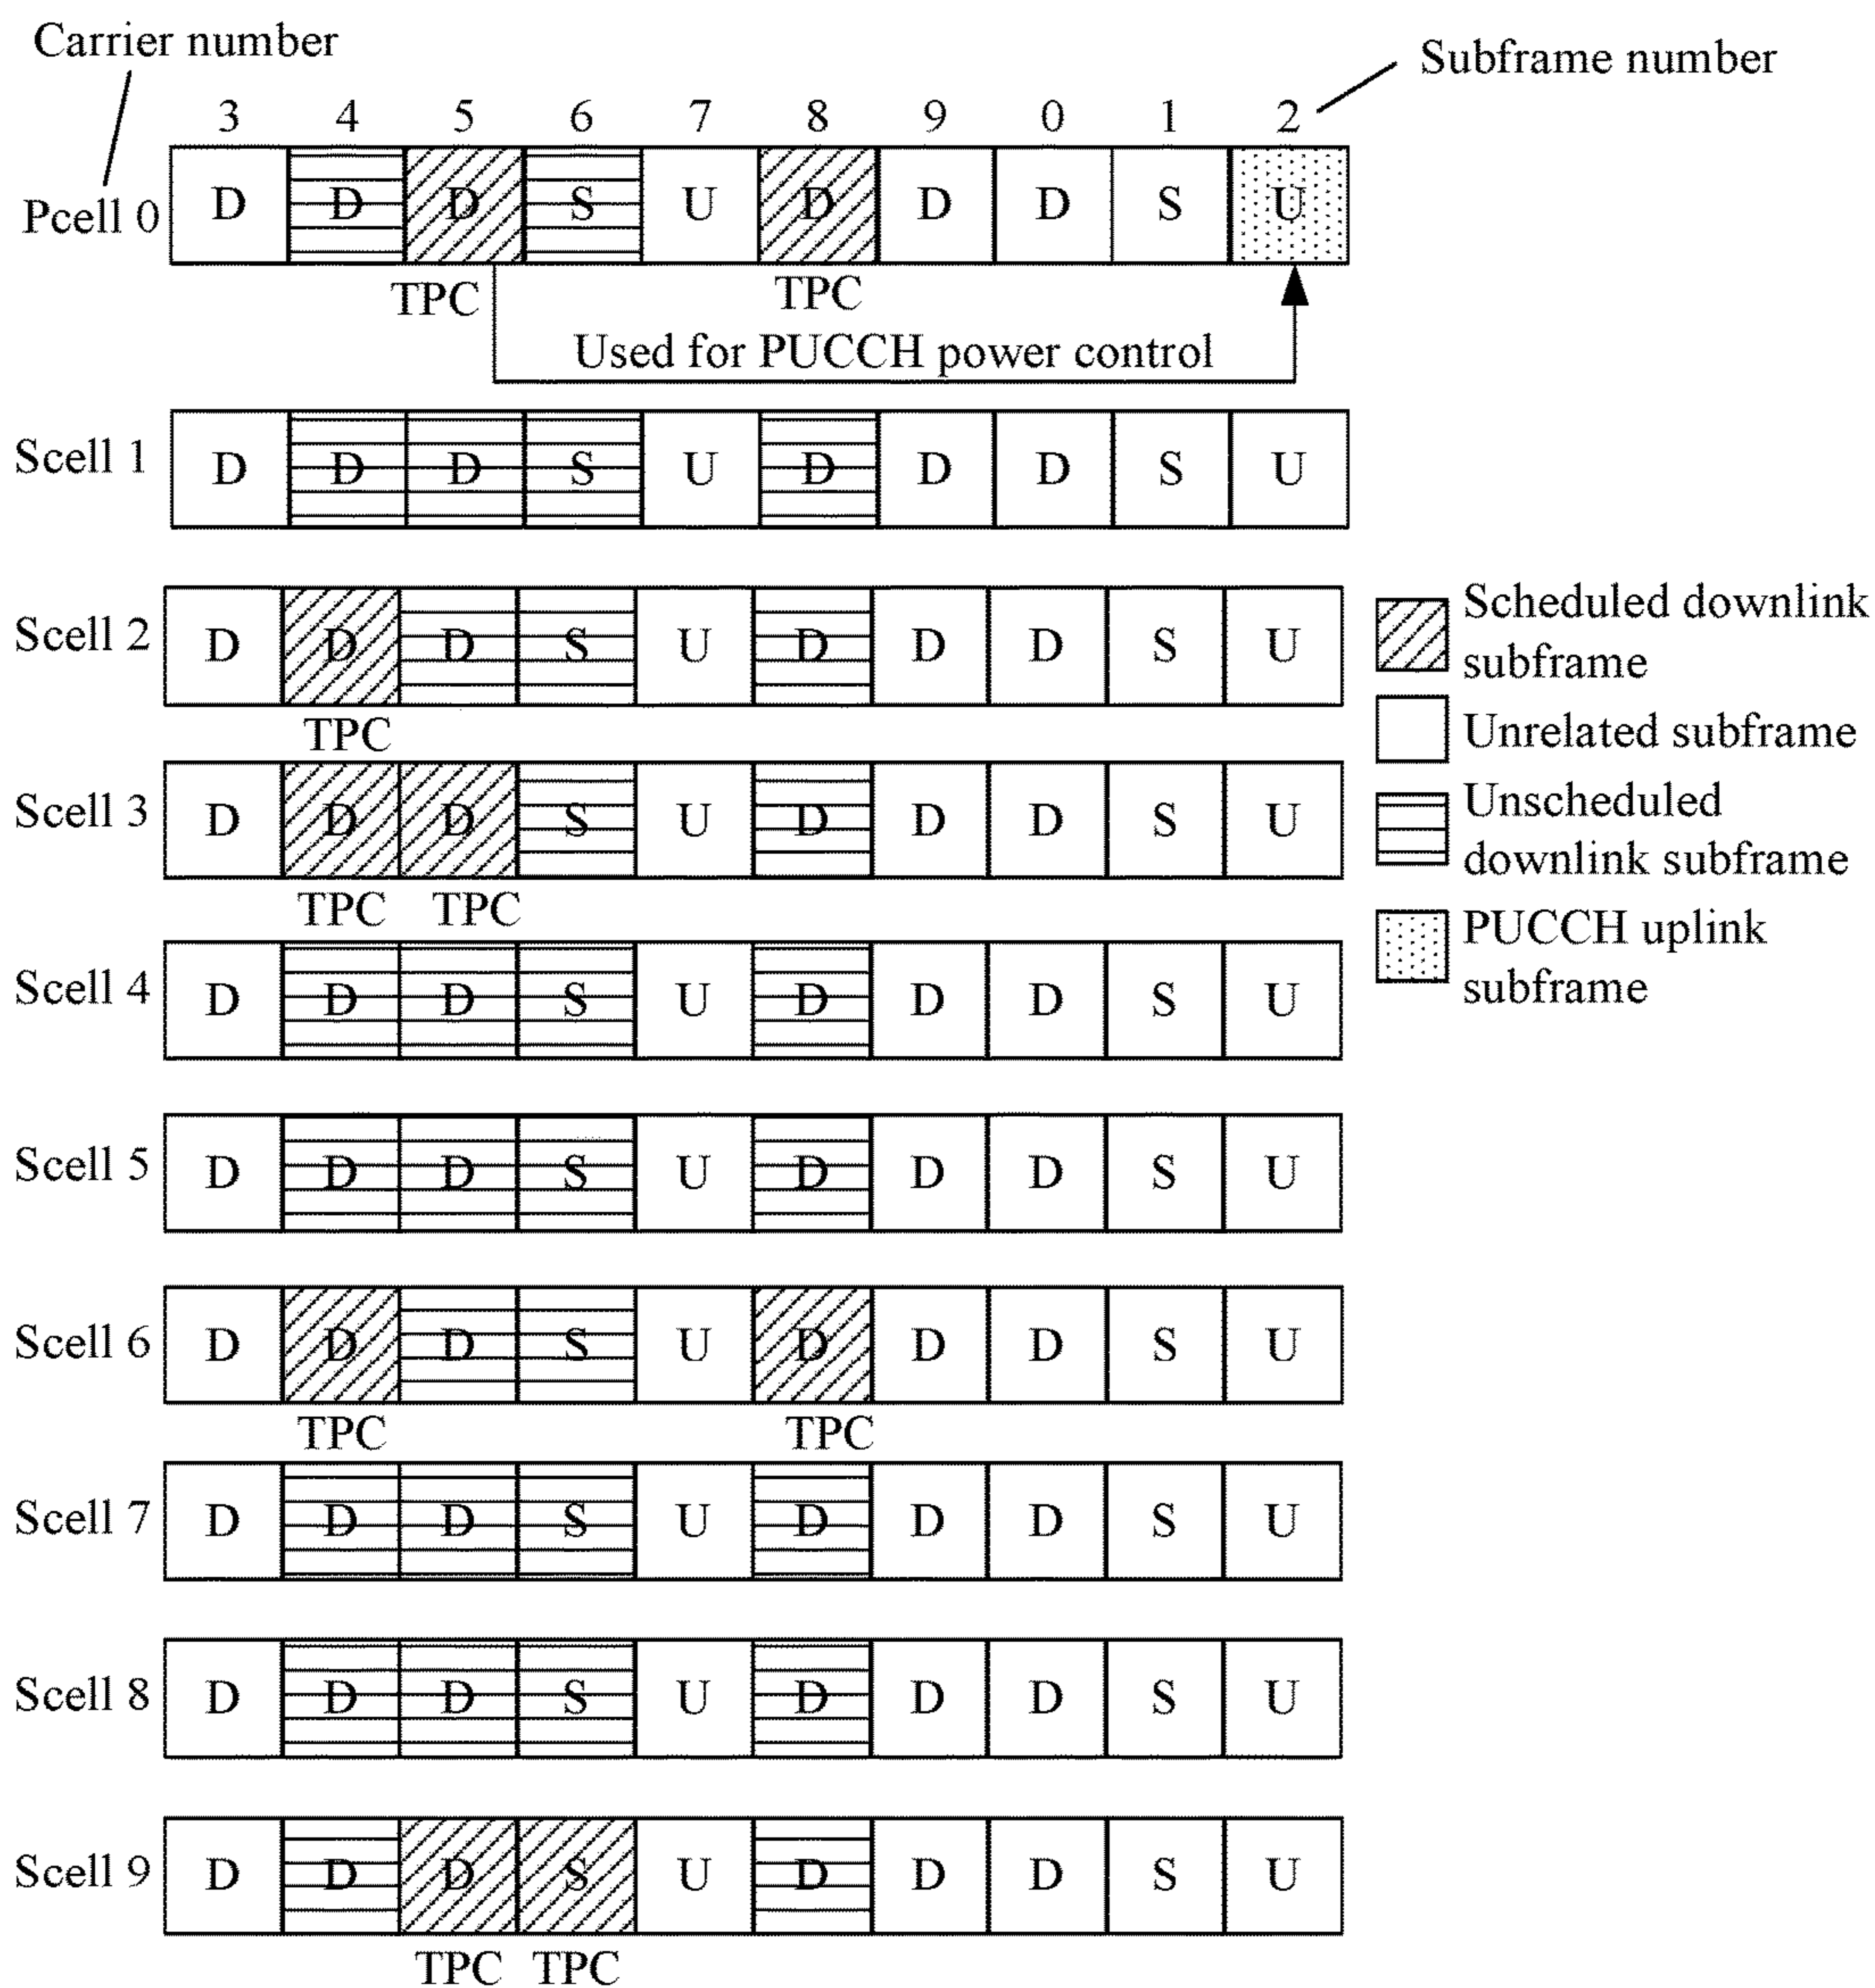 Carrier number
Subframe number
3 4 5 6 7 8 9 0 1 2
Pcell 0 D D D S U D D D S U
TPC TPC
Used for PUCCH power control
Scell 1 D D D S U D D D S U
Scell 2 D D D S U D D D S U
TPC
Scell 3 D D D S U D D D S U
TPC TPC
Scell 4 D D D S U D D D S U
Scell 5 D D D S U D D D S U
Scell 6 D D D S U D D D S U
TPC TPC
Scell 7 D D D S U D D D S U
Scell 8 D D D S U D D D S U
Scell 9 D D D S U D D D S U
TPC TPC
Scheduled downlink
subframe
Unrelated subframe
Unscheduled
downlink subframe
PUCCH uplink
subframe